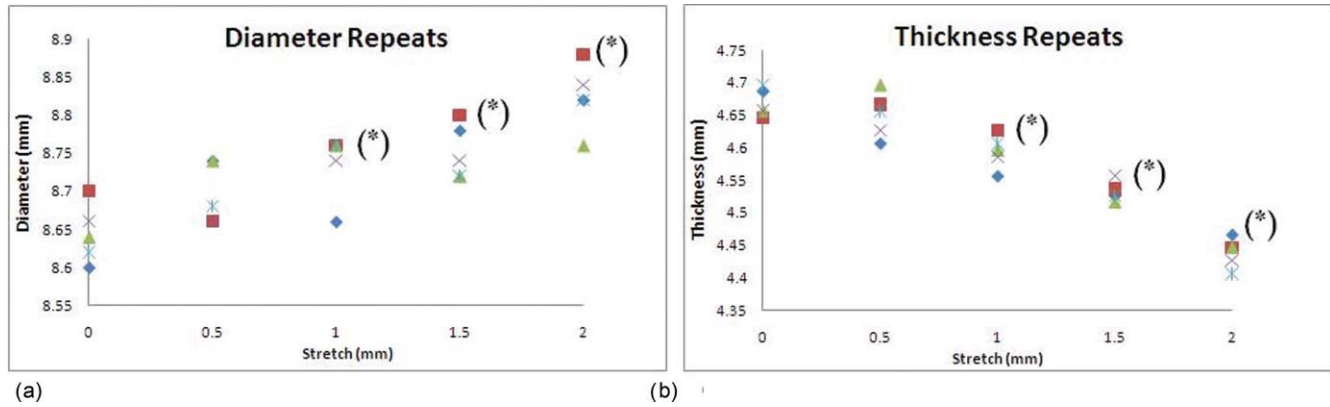 Diameter Repeats
8.9
8.85
8.8
8.75
8.7
8.65
8.6
8.55
Diameter (mm)
(*)
(*)
(*)
0 0.5 1 1.5 2
Stretch (mm)
(a)
Thickness Repeats
4.75
4.7
4.65
4.6
4.55
4.5
4.45
4.4
4.35
Thickness (mm)
(*)
(*)
(*)
0 0.5 1 1.5 2
Stretch (mm)
(b)